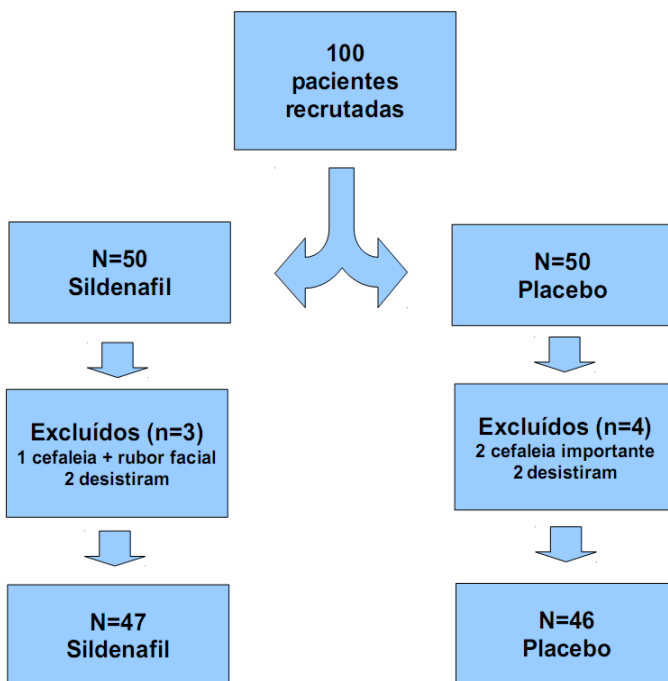 100
pacientes
recrutadas
N=50
Sildenafil
N=50
Placebo
Excluídos (n=3)
1 cefaleia + rubor facial
2 desistiram
Excluídos (n=4)
2 cefaleia importante
2 desistiram
N=47
Sildenafil
N=46
Placebo